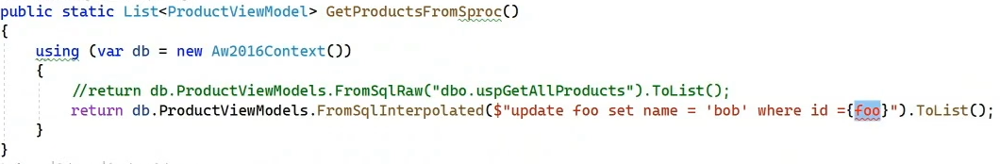 public static List<ProductViewModel> GetProductsFromSproc()
{
using (var db = new Aw2016Context())
{
//return db.ProductViewModels.FromSqlRaw("dbo.uspGetAllProducts").ToList();
return db.ProductViewModels.FromSqlInterpolated($"update foo set name = 'bob' where id ={foo}").ToList();
}
}